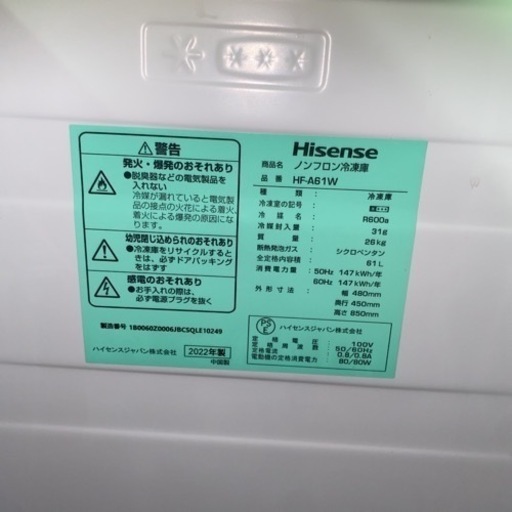 ⚠警告
発火・爆発のおそれあり
●脱臭器などの電気製品を
入れない
冷媒が漏れていると電気製品
の接点の火花による着火、
着火による爆発の原因に
なります。
幼児閉じ込められのおそれあり
●冷凍庫をリサイクルすると
きは、必ずドアパッキング
をはずす
感電のおそれあり
●お手入れの際は、
必ず電源プラグを抜く
製造番号 1B0060Z0006JBCSQLE10249
ハイセンスジャパン株式会社 2022年製
中国製
Hisense
商品名:ノンフロン冷凍庫
品番:HF-A61W
種類:冷凍庫
冷凍室の記号:
冷媒名:R600a
冷媒封入量:31g
質量:26kg
断熱発泡ガス:シクロペンタン
全定格内容積:61L
消費電力量:50Hz 147kWh/年
60Hz 147kWh/年
外形寸法:幅 480mm
奥行 450mm
高さ 850mm
PSE
ハイセンスジャパン株式会社
定格電圧:100V
定格周波数:50/60Hz
定格電流:0.8/0.8A
電動機の定格消費電力:80/80W